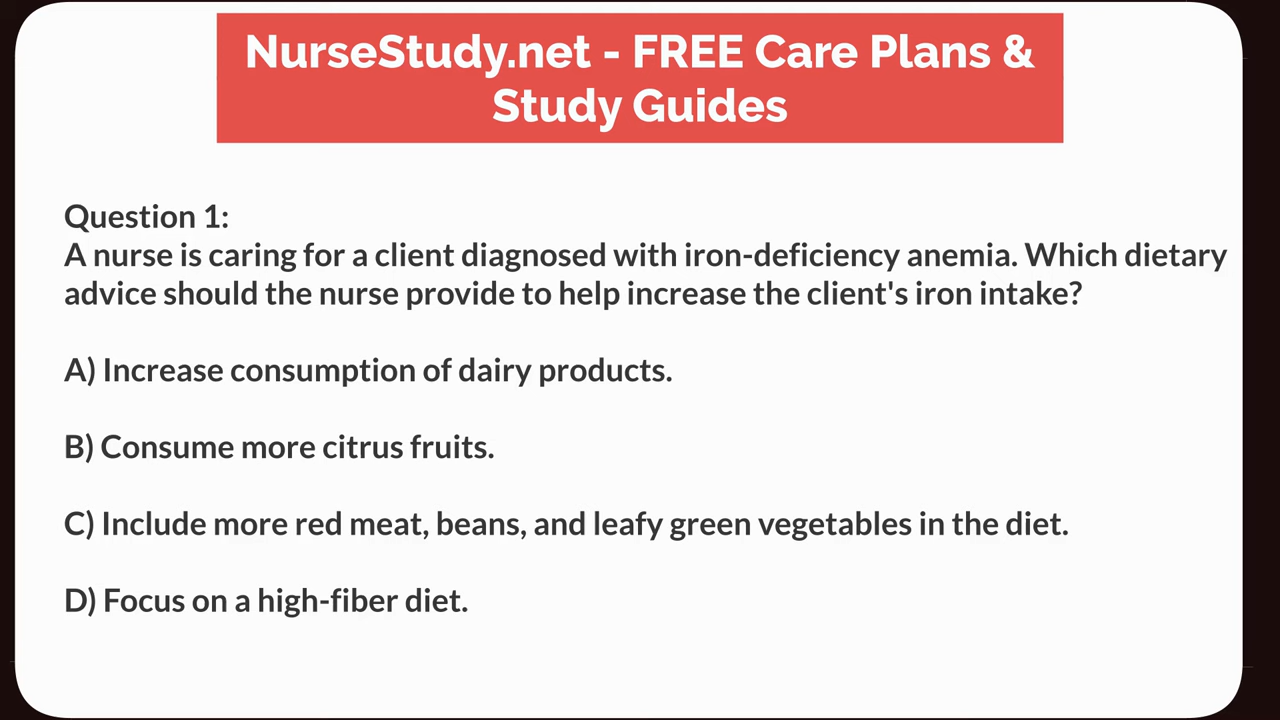 NurseStudy.net - FREE Care Plans &
Study Guides
Question 1:
A nurse is caring for a client diagnosed with iron-deficiency anemia. Which dietary
advice should the nurse provide to help increase the client's iron intake?
A) Increase consumption of dairy products.
B) Consume more citrus fruits.
C) Include more red meat, beans, and leafy green vegetables in the diet.
D) Focus on a high-fiber diet.